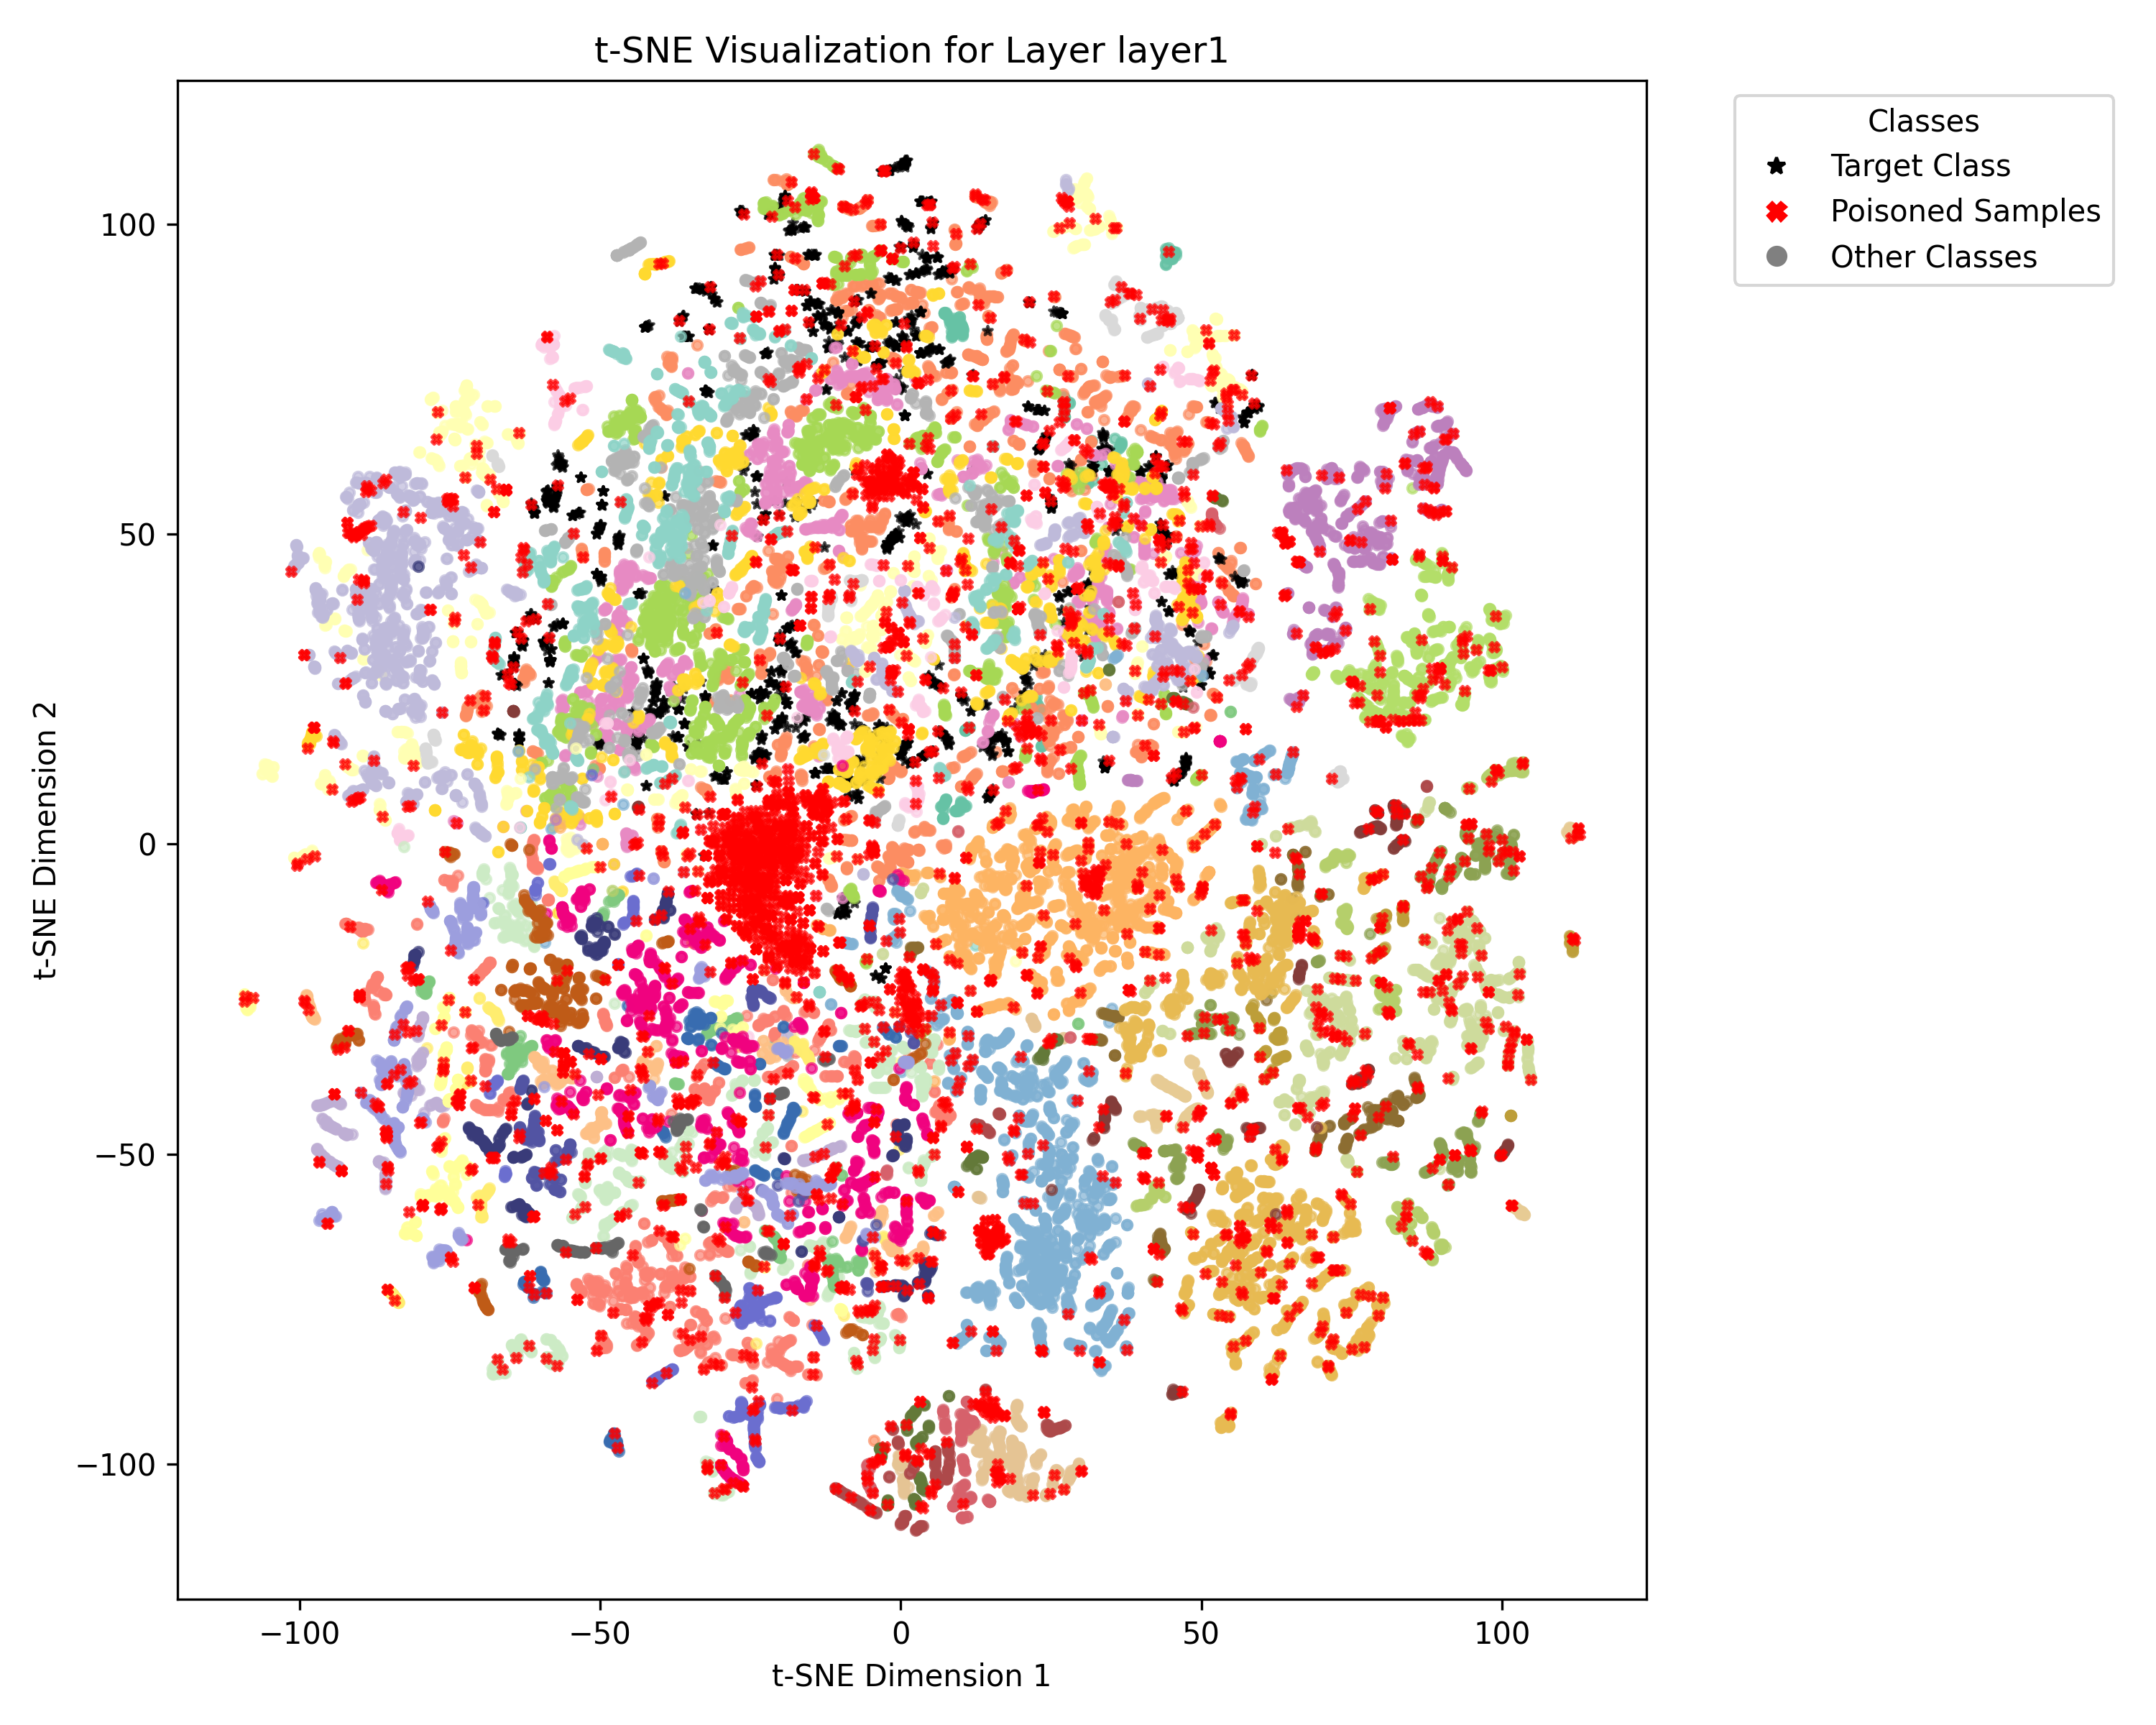 t-SNE Visualization for Layer layer1
Classes
Target Class
Poisoned Samples
Other Classes
t-SNE Dimension 2
100
50
0
−50
−100
−100
−50
0
50
100
t-SNE Dimension 1